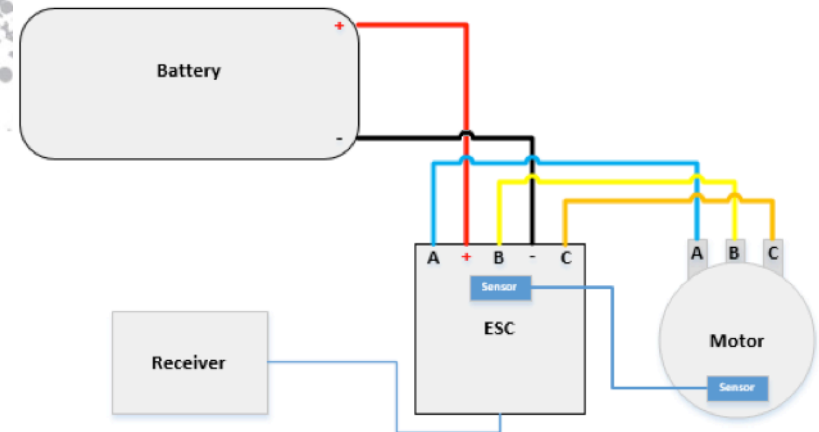 +
Battery
-
A + B - C
A B C
Sensor
ESC
Motor
Receiver
Sensor